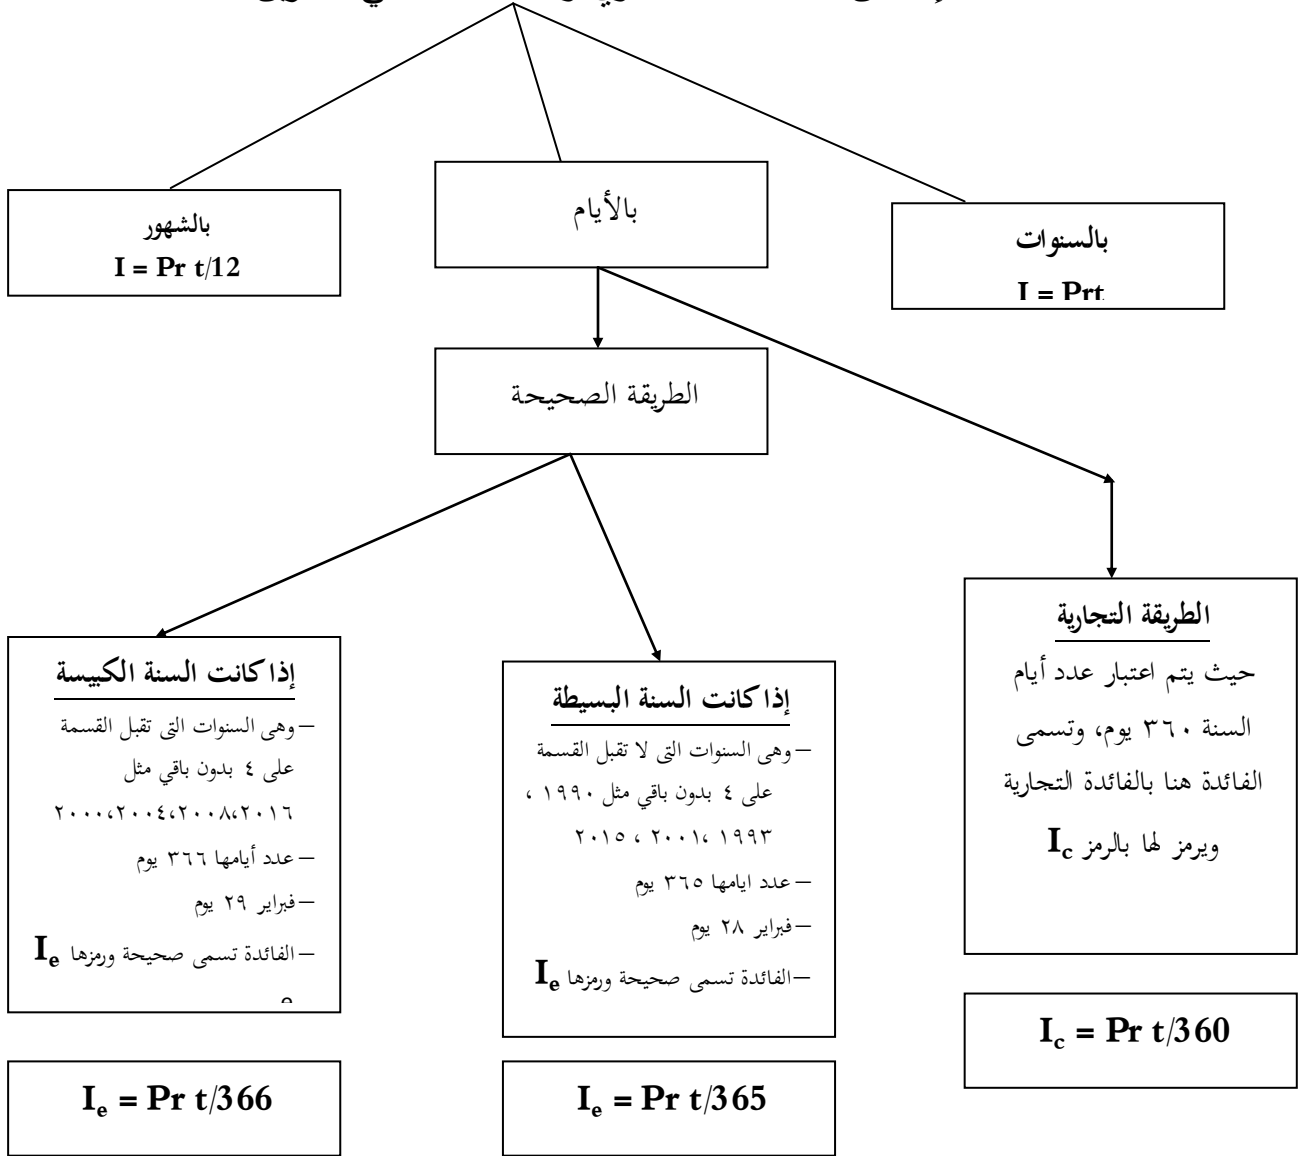 بالسنوات
I = Prt
بالأيام
بالشهور
I = Pr t/12
الطريقة الصحيحة
الطريقة التجارية
حيث يتم اعتبار عدد أيام
السنة ٣٦٠ يوم، وتسمى
الفائدة هنا بالفائدة التجارية
ويرمز لها بالرمز Ic
Ic = Pr t/360
إذا كانت السنة البسيطة
– وهى السنوات التى لا تقبل القسمة
على ٤ بدون باقي مثل ١٩٩٠ ،
١٩٩٣ ،٢٠٠١ ، ٢٠١٥
– عدد ايامها ٣٦٥ يوم
– فبراير ٢٨ يوم
–الفائدة تسمى صحيحة ورمزها Ie
Ie = Pr t/365
إذا كانت السنة الكبيسة
– وهى السنوات التى تقبل القسمة
على ٤ بدون باقي مثل
٢٠٠٠،٢٠٠٤،٢٠٠٨،٢٠١٦
– عدد أيامها ٣٦٦ يوم
– فبراير ٢٩ يوم
– الفائدة تسمى صحيحة ورمزها Ie
Ie = Pr t/366